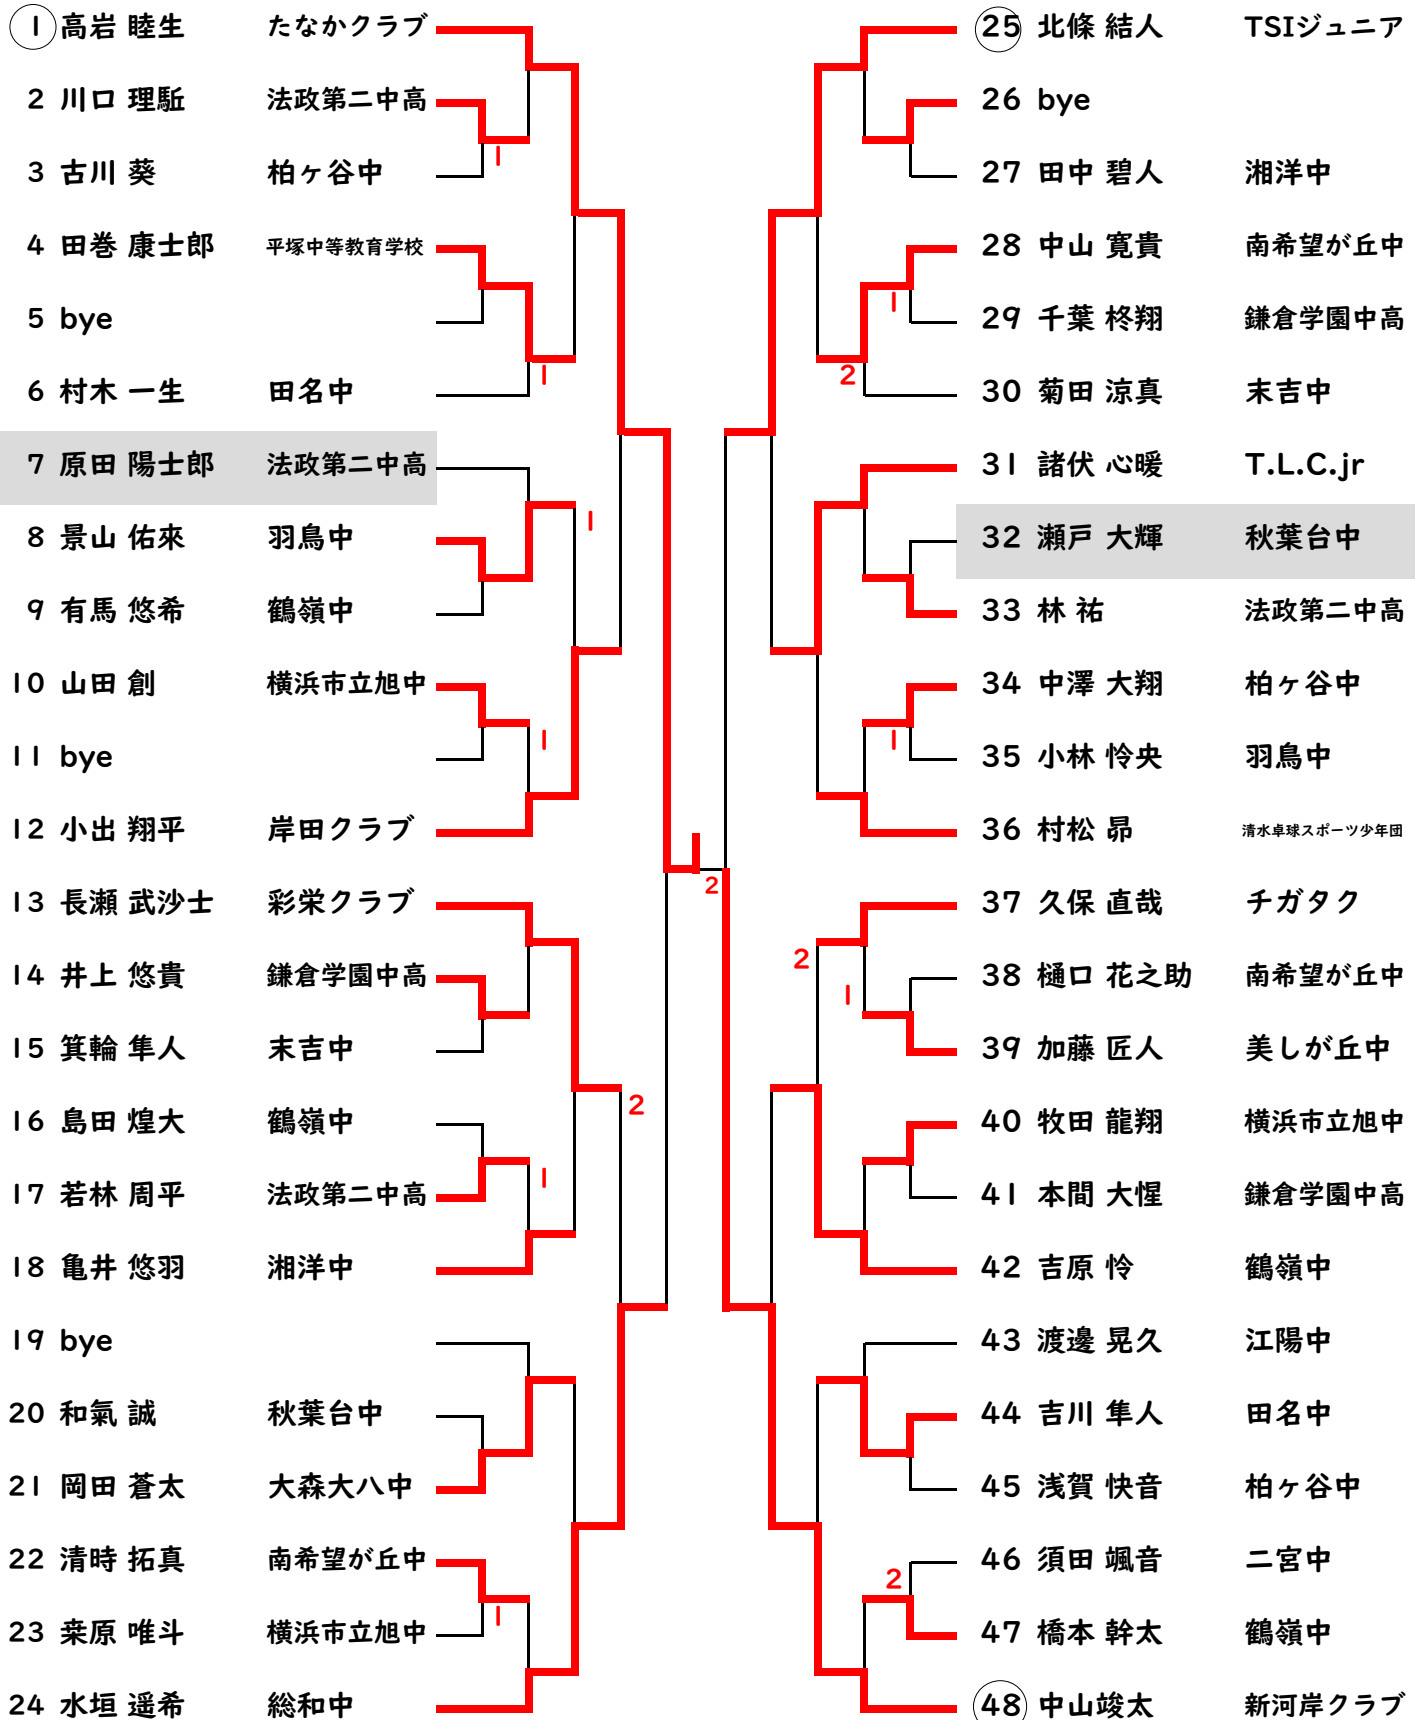 1 高岩 睦生 たなかクラブ
2 川口 理駈 法政第二中高
1
3 古川 葵 柏ヶ谷中
4 田巻 康士郎 平塚中等教育学校
5 bye
1
6 村木 一生 田名中
7 原田 陽士郎 法政第二中高
1
8 景山 佑來 羽鳥中
9 有馬 悠希 鶴嶺中
10 山田 創 横浜市立旭中
1
11 bye
12 小出 翔平 岸田クラブ
13 長瀬 武沙士 彩栄クラブ
14 井上 悠貴 鎌倉学園中高
15 箕輪 隼人 末吉中
2
16 島田 煌大 鶴嶺中
1
17 若林 周平 法政第二中高
18 亀井 悠羽 湘洋中
19 bye
20 和氣 誠 秋葉台中
21 岡田 蒼太 大森大八中
22 清時 拓真 南希望が丘中
1
23 桒原 唯斗 横浜市立旭中
24 水垣 遥希 総和中
2
25 北條 結人 TSIジュニア
26 bye
27 田中 碧人 湘洋中
28 中山 寛貴 南希望が丘中
1
29 千葉 柊翔 鎌倉学園中高
2
30 菊田 涼真 末吉中
31 諸伏 心暖 T.L.C.jr
32 瀬戸 大輝 秋葉台中
33 林 祐 法政第二中高
34 中澤 大翔 柏ヶ谷中
1
35 小林 怜央 羽鳥中
36 村松 昴 清水卓球スポーツ少年団
37 久保 直哉 チガタク
2
38 樋口 花之助 南希望が丘中
1
39 加藤 匠人 美しが丘中
40 牧田 龍翔 横浜市立旭中
41 本間 大惺 鎌倉学園中高
42 吉原 怜 鶴嶺中
43 渡邊 晃久 江陽中
44 吉川 隼人 田名中
45 浅賀 快音 柏ヶ谷中
46 須田 颯音 二宮中
2
47 橋本 幹太 鶴嶺中
48 中山竣太 新河岸クラブ